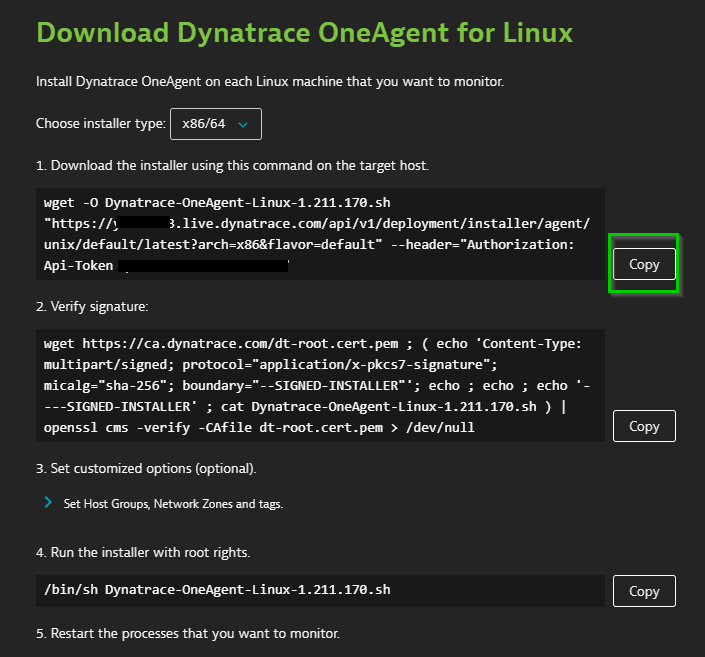 Download Dynatrace OneAgent for Linux
Install Dynatrace OneAgent on each Linux machine that you want to monitor.
Choose installer type: x86/64
1. Download the installer using this command on the target host.
wget -O Dynatrace-OneAgent-Linux-1.211.170.sh
"https://y 3.live.dynatrace.com/api/v1/deployment/installer/agent/
unix/default/latest?arch=x86&flavor=default" --header="Authorization:
Api-Token '
Copy
2. Verify signature:
wget https://ca.dynatrace.com/dt-root.cert.pem ; ( echo 'Content-Type:
multipart/signed; protocol="application/x-pkcs7-signature";
micalg="sha-256"; boundary="--SIGNED-INSTALLER"'; echo ; echo ; echo '-
---SIGNED-INSTALLER' ; cat Dynatrace-OneAgent-Linux-1.211.170.sh ) |
openssl cms -verify -CAfile dt-root.cert.pem > /dev/null
Copy
3. Set customized options (optional).
Set Host Groups, Network Zones and tags.
4. Run the installer with root rights.
/bin/sh Dynatrace-OneAgent-Linux-1.211.170.sh
Copy
5. Restart the processes that you want to monitor.